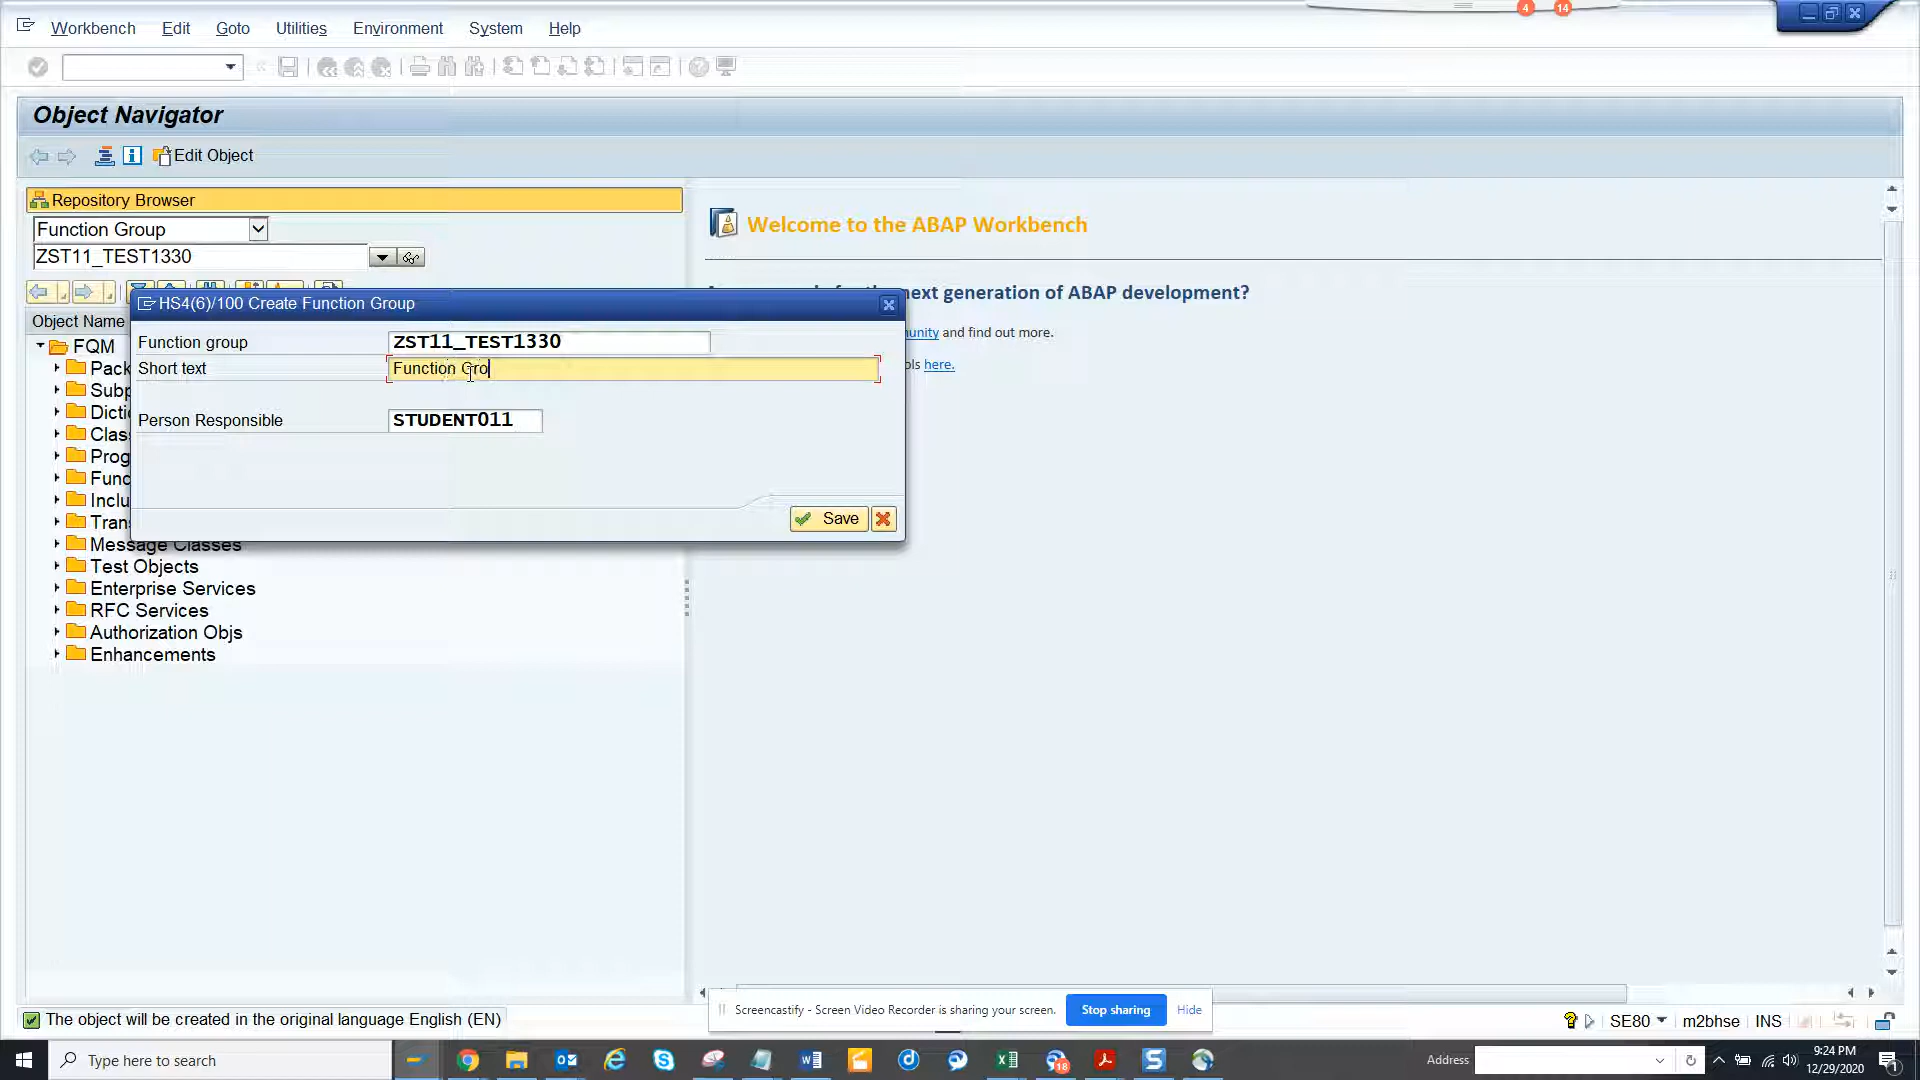 4
14
Workbench Edit Goto Utilities Environment System Help
Object Navigator
Edit Object
Repository Browser
Function Group
ZST11_TEST1330
Welcome to the ABAP Workbench
next generation of ABAP development?
unity and find out more.
ols here.
HS4(6)/100 Create Function Group
Function group ZST11_TEST1330
Short text Function Gro
Person Responsible STUDENT011
Save
Object Name
FQM
Pack
Subp
Dicti
Clas
Prog
Func
Inclu
Tran
Message Classes
Test Objects
Enterprise Services
RFC Services
Authorization Objs
Enhancements
Screencastify - Screen Video Recorder is sharing your screen. Stop sharing Hide
The object will be created in the original language English (EN)
SE80 m2bhse INS
Type here to search
18
Address
9:24 PM
12/29/2020
1